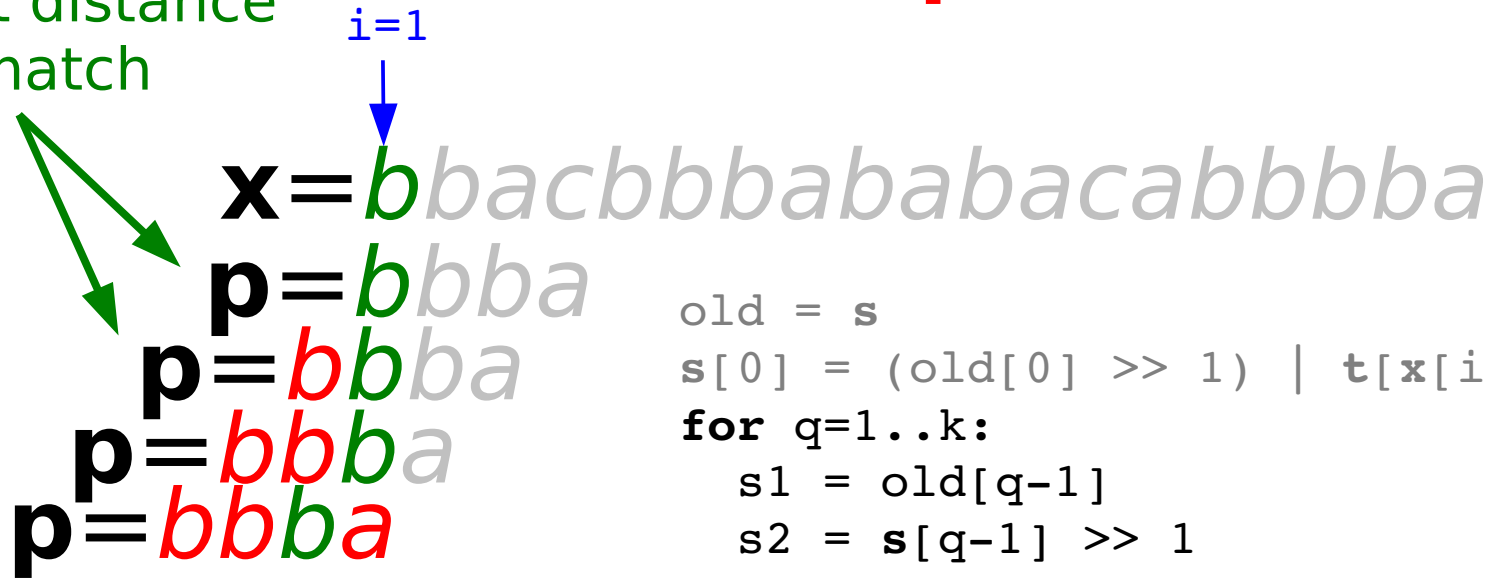 t distance
match
i=1
x=bbacbbbababacabbbba
p=bbba
p=bbba
p=bbba
p=bbba
old = s
s[0] = (old[0] >> 1) | t[x[i
for q=1..k:
s1 = old[q-1]
s2 = s[q-1] >> 1